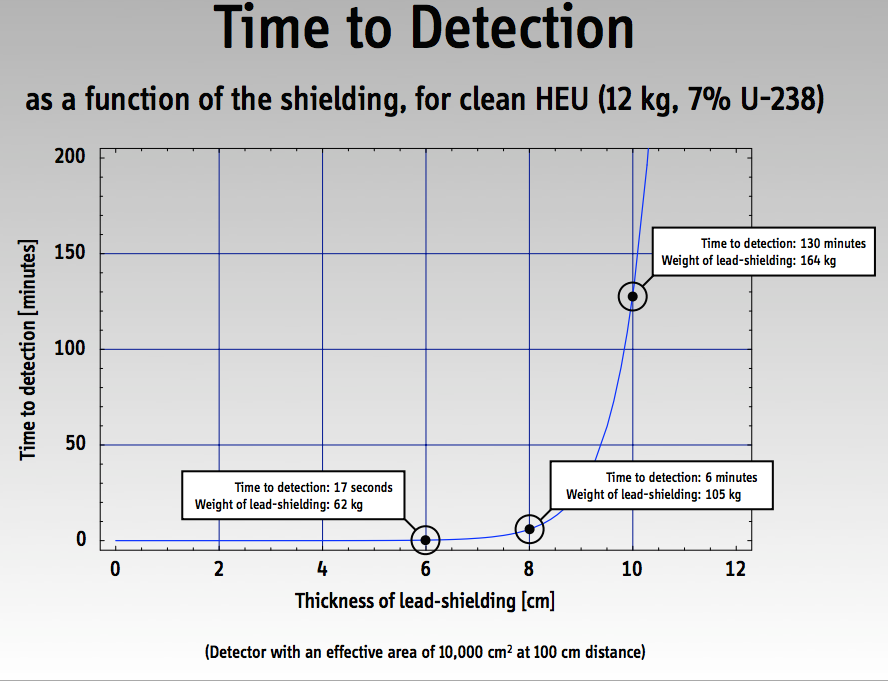 Time to Detection
as a function of the shielding, for clean HEU (12 kg, 7% U-238)
200
150
100
50
0
Time to detection [minutes]
Time to detection: 130 minutes
Weight of lead-shielding: 164 kg
Time to detection: 17 seconds
Weight of lead-shielding: 62 kg
Time to detection: 6 minutes
Weight of lead-shielding: 105 kg
0 2 4 6 8 10 12
Thickness of lead-shielding [cm]
(Detector with an effective area of 10,000 cm² at 100 cm distance)